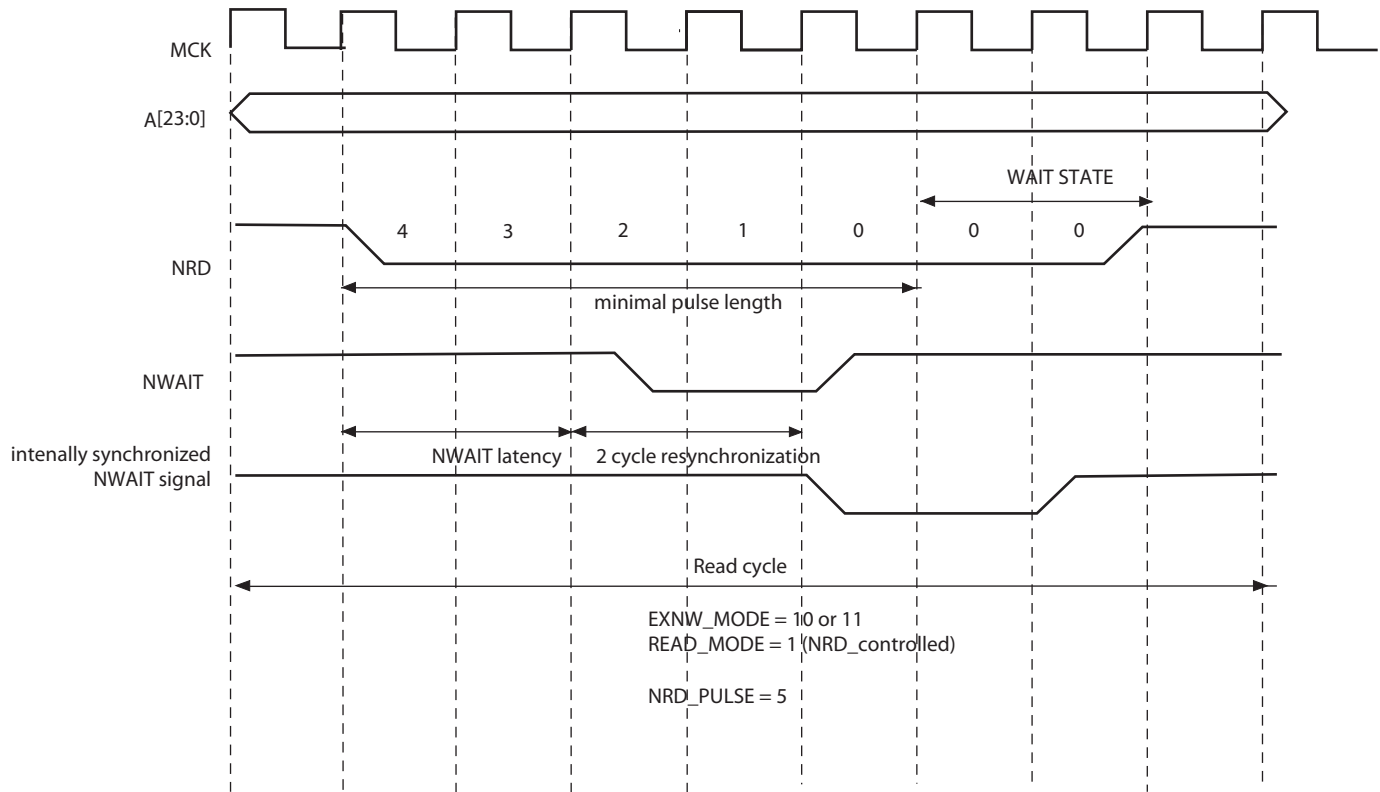 MCK
A[23:0]
WAIT STATE
4 3 2 1 0 0 0
NRD
minimal pulse length
NWAIT
intenally synchronized
NWAIT signal
NWAIT latency
2 cycle resynchronization
Read cycle
EXNW_MODE = 10 or 11
READ_MODE = 1 (NRD_controlled)
NRD_PULSE = 5